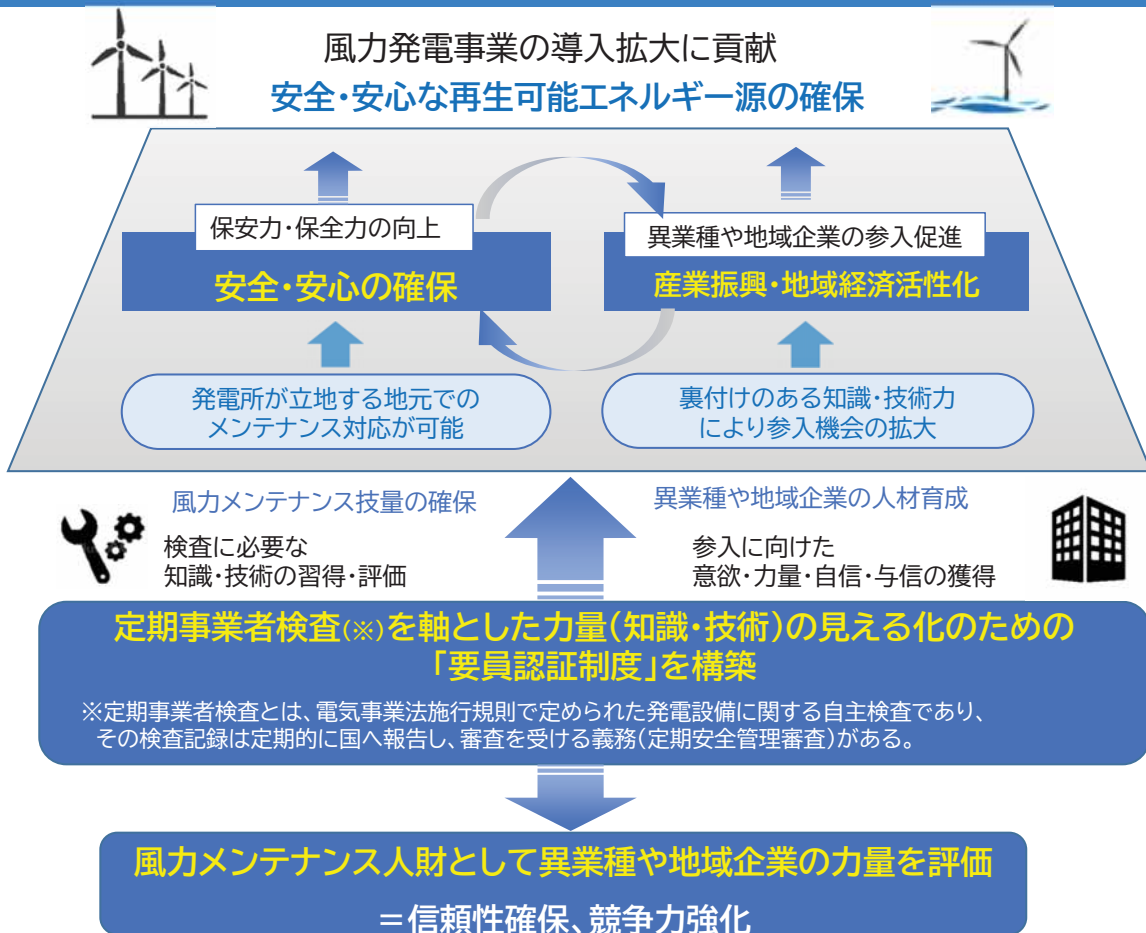 風力発電事業の導入拡大に貢献
安全・安心な再生可能エネルギー源の確保
保安力・保全力の向上
安全・安心の確保
異業種や地域企業の参入促進
産業振興・地域経済活性化
発電所が立地する地元での
メンテナンス対応が可能
裏付けのある知識・技術力
により参入機会の拡大
風力メンテナンス技量の確保
検査に必要な
知識・技術の習得・評価
異業種や地域企業の人材育成
参入に向けた
意欲・力量・自信・与信の獲得
定期事業者検査(※)を軸とした力量(知識・技術)の見える化のための
「要員認証制度」を構築
※定期事業者検査とは、電気事業法施行規則で定められた発電設備に関する自主検査であり、
その検査記録は定期的に国へ報告し、審査を受ける義務(定期安全管理審査)がある。
風力メンテナンス人財として異業種や地域企業の力量を評価
＝信頼性確保、競争力強化